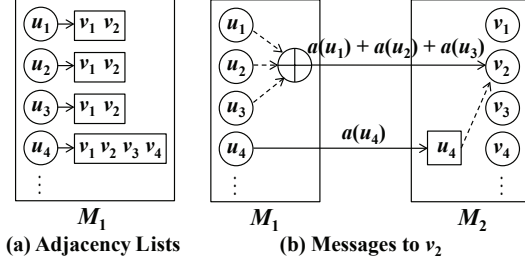 u1 v1 v2
u2 v1 v2
u3 v1 v2
u4 v1 v2 v3 v4
⋮
M1
(a) Adjacency Lists
u1
u2
u3
u4
⋮
a(u1) + a(u2) + a(u3)
a(u4)
u4
v1
v2
v3
v4
⋮
M1
M2
(b) Messages to v2